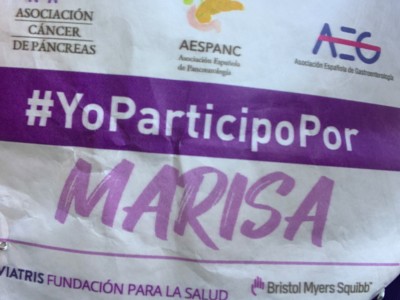 ASOCIACIÓN
CÁNCER
DE PÁNCREAS
AESPANC
Asociación Española
de Pancreatología
AEG
Asociación Española de Gastroenterología
#YoParticipoPor
MARISA
VIATRIS FUNDACIÓN PARA LA SALUD
Bristol Myers Squibb